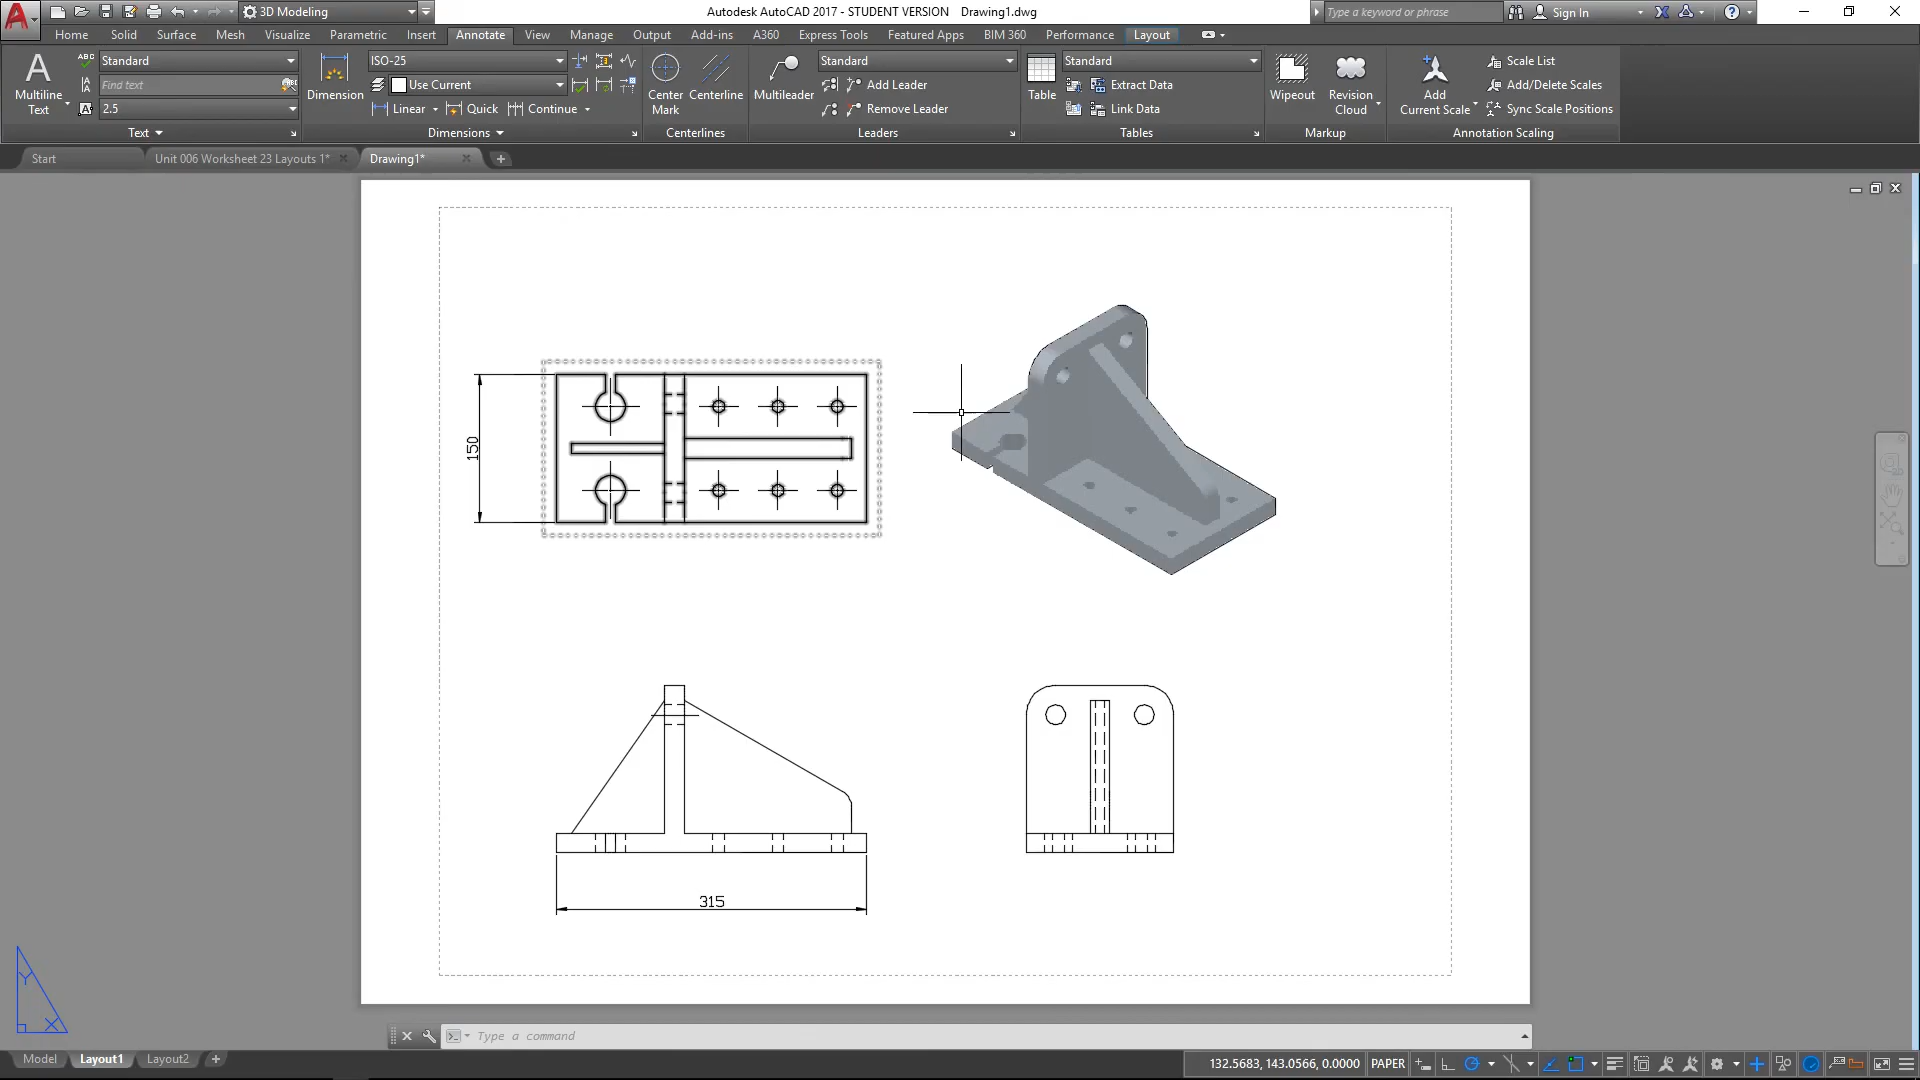 3D Modeling
Autodesk AutoCAD 2017 - STUDENT VERSION Drawing1.dwg
Type a keyword or phrase
Sign In
Home Solid Surface Mesh Visualize Parametric Insert Annotate View Manage Output Add-ins A360 Express Tools Featured Apps BIM 360 Performance Layout
A
Multiline
Text
ABC
Standard
Find text
A
2.5
Text
Dimension
ISO-25
Use Current
Linear Quick Continue
Dimensions
Center
Mark
Centerline
Centerlines
Multileader
Standard
Add Leader
Remove Leader
Leaders
Table
Standard
Extract Data
Link Data
Tables
Wipeout
Revision
Cloud
Markup
Add
Current Scale
Scale List
Add/Delete Scales
Sync Scale Positions
Annotation Scaling
Start Unit 006 Worksheet 23 Layouts 1* Drawing1*
150
315
Y
X
Type a command
Model Layout1 Layout2
132.5683, 143.0566, 0.0000 PAPER